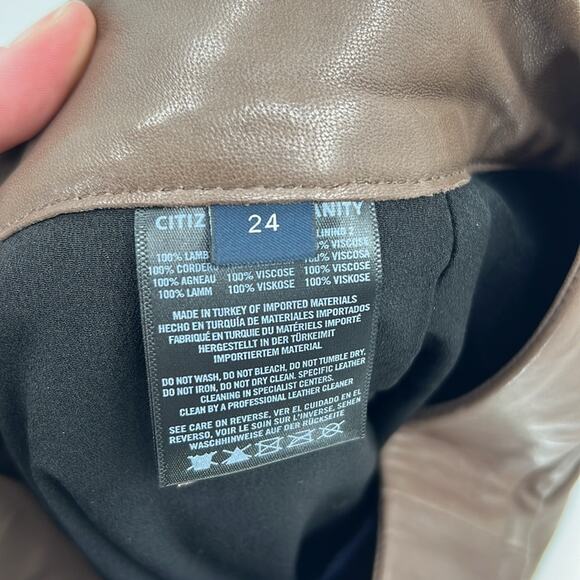 CITIZ ANITY
24
LINING 2
100% LAMB
100% CORDERO 100% VISCOSA
100% AGNEAU 100% VISCOSE 100% VISCOSE
100% LAMM 100% VISKOSE 100% VISKOSE
MADE IN TURKEY OF IMPORTED MATERIALS
HECHO EN TURQUÍA DE MATERIALES IMPORTADOS
FABRIQUÉ EN TURQUIE DU MATÉRIELS IMPORTÉ
HERGESTELLT IN DER TÜRKEIMIT
IMPORTIERTEM MATERIAL
DO NOT WASH, DO NOT BLEACH, DO NOT TUMBLE DRY,
DO NOT IRON, DO NOT DRY CLEAN. SPECIFIC LEATHER
CLEANING IN SPECIALIST CENTERS.
CLEAN BY A PROFESSIONAL LEATHER CLEANER
SEE CARE ON REVERSE, VER EL CUIDADO EN EL
REVERSO, VOIR LE SOIN SUR L'INVERSE, SEHEN
WASCHHINWEISE AUF DER RÜCKSEITE